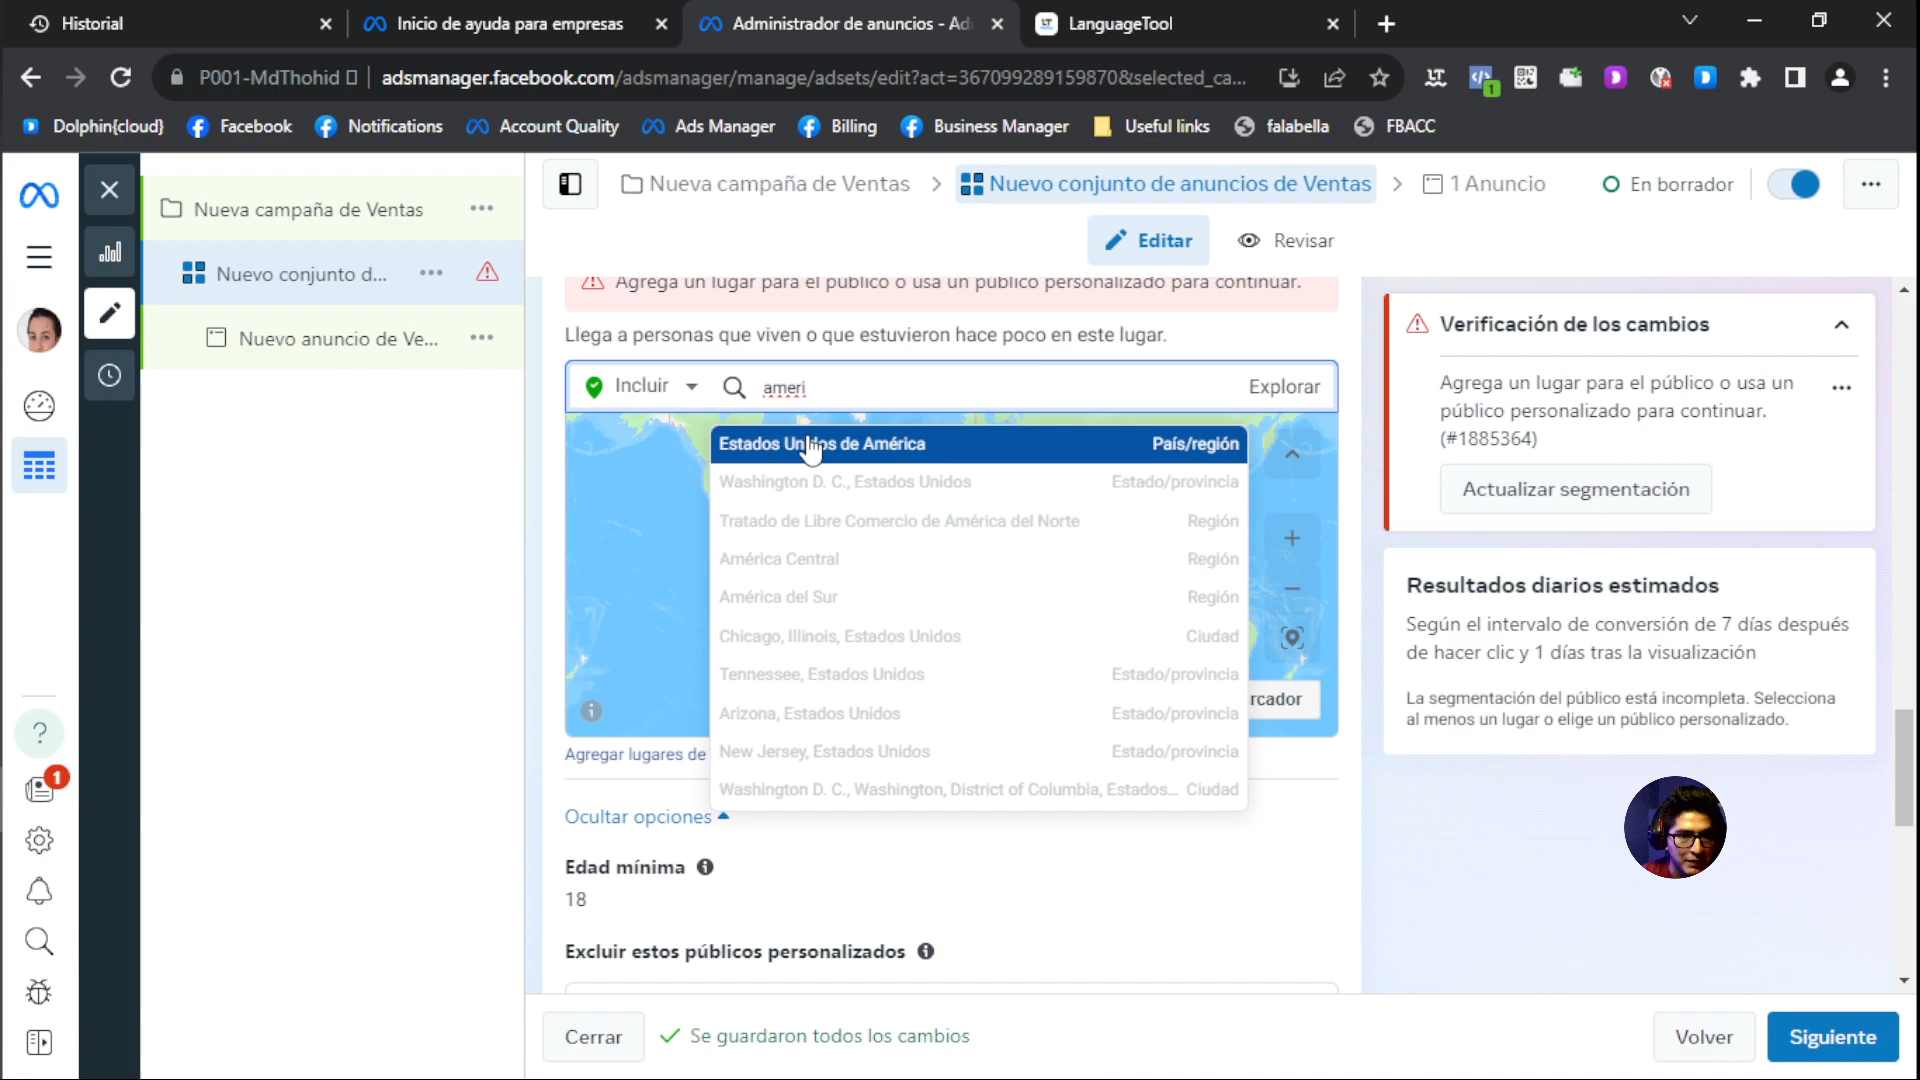 Historial
Inicio de ayuda para empresas
Administrador de anuncios - Ad
LanguageTool
P001-MdThohid
adsmanager.facebook.com/adsmanager/manage/adsets/edit?act=367099289159870&selected_ca...
1
Dolphin{cloud}
Facebook
Notifications
Account Quality
Ads Manager
Billing
Business Manager
Useful links
falabella
FBACC
Nueva campaña de Ventas
Nuevo conjunto de anuncios de Ventas
1 Anuncio
En borrador
Editar
Revisar
Nueva campaña de Ventas
Nuevo conjunto d...
Nuevo anuncio de Ve...
1
Agrega un lugar para el público o usa un público personalizado para continuar.
Llega a personas que viven o que estuvieron hace poco en este lugar.
Incluir
ameri
Explorar
Estados Unidos de América País/región
Washington D. C., Estados Unidos Estado/provincia
Tratado de Libre Comercio de América del Norte Región
América Central Región
América del Sur Región
Chicago, Illinois, Estados Unidos Ciudad
Tennessee, Estados Unidos Estado/provincia
Arizona, Estados Unidos Estado/provincia
New Jersey, Estados Unidos Estado/provincia
Washington D. C., Washington, District of Columbia, Estados... Ciudad
rcador
Agregar lugares de
Ocultar opciones
Edad mínima
18
Excluir estos públicos personalizados
Verificación de los cambios
Agrega un lugar para el público o usa un
público personalizado para continuar.
(#1885364)
Actualizar segmentación
Resultados diarios estimados
Según el intervalo de conversión de 7 días después
de hacer clic y 1 días tras la visualización
La segmentación del público está incompleta. Selecciona
al menos un lugar o elige un público personalizado.
Cerrar
Se guardaron todos los cambios
Volver
Siguiente